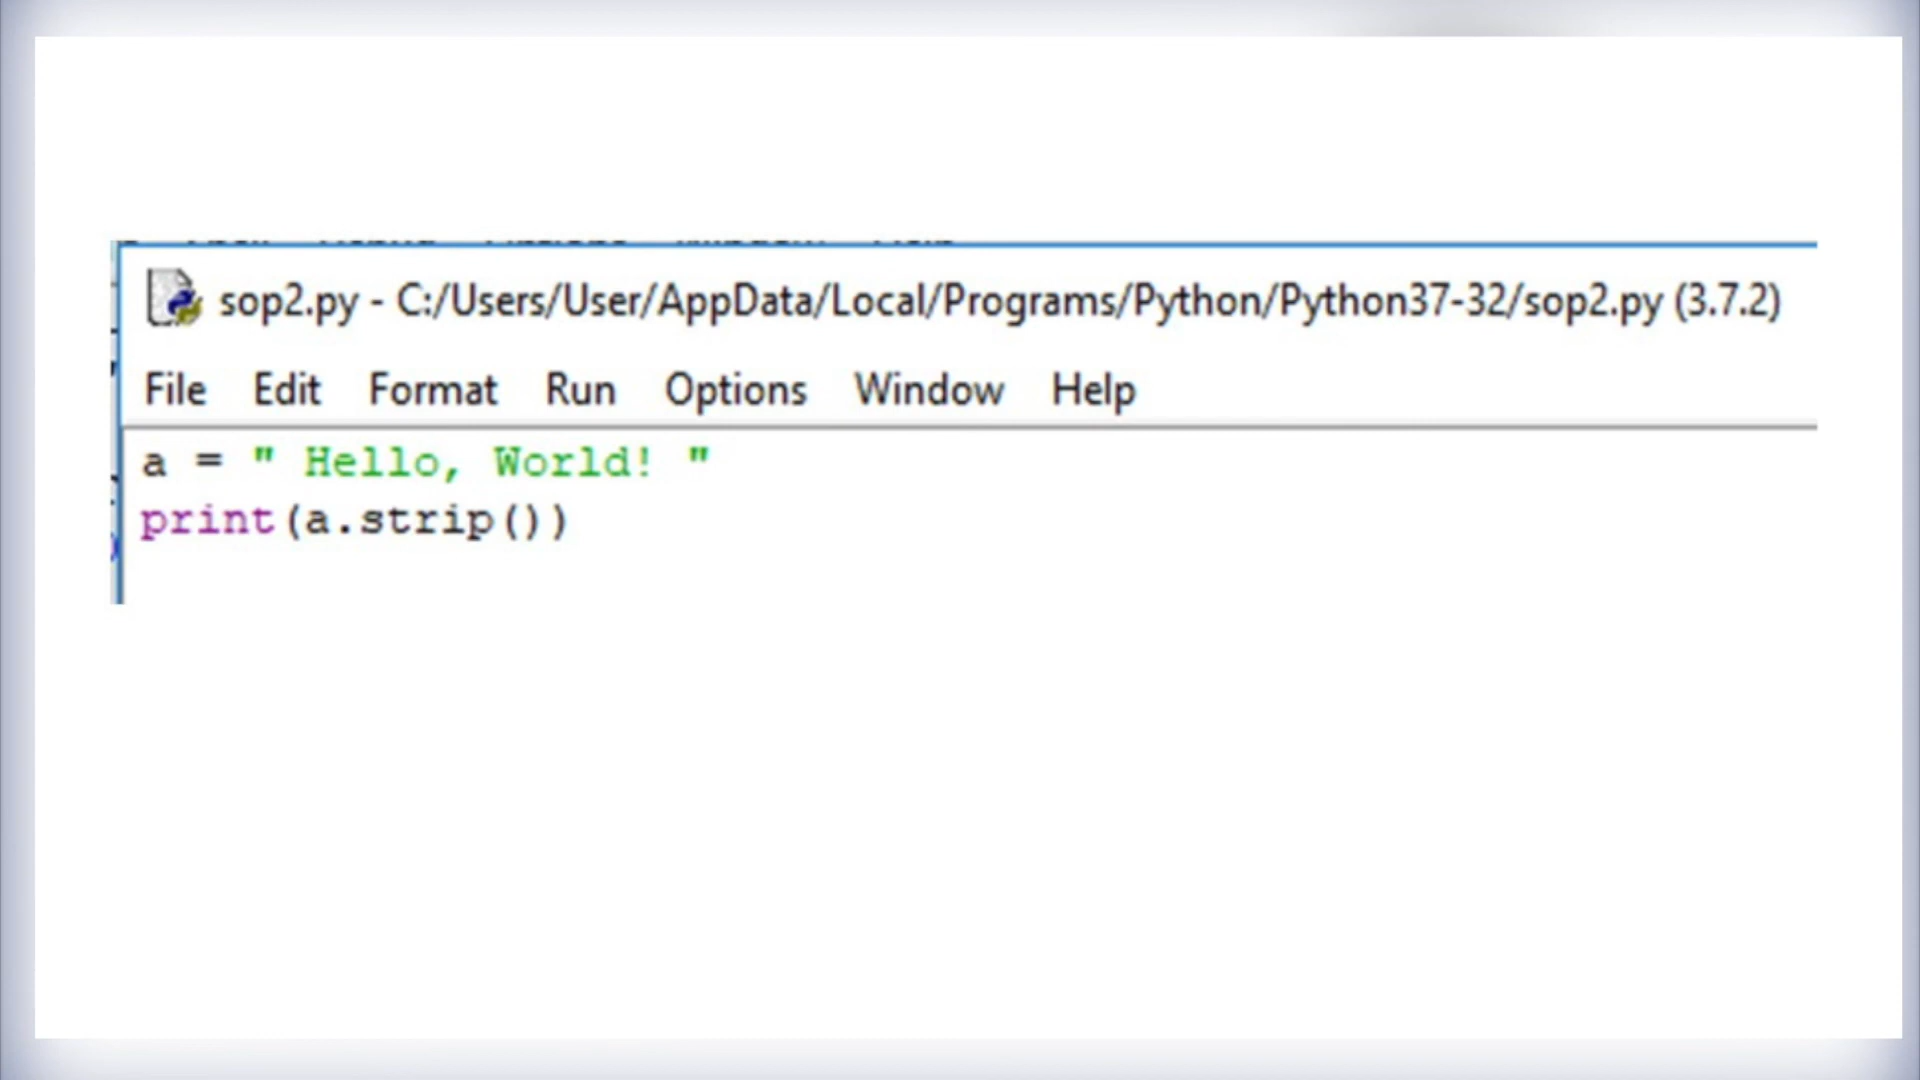 sop2.py - C:/Users/User/AppData/Local/Programs/Python/Python37-32/sop2.py (3.7.2)
File Edit Format Run Options Window Help
a = " Hello, World! "
print(a.strip())